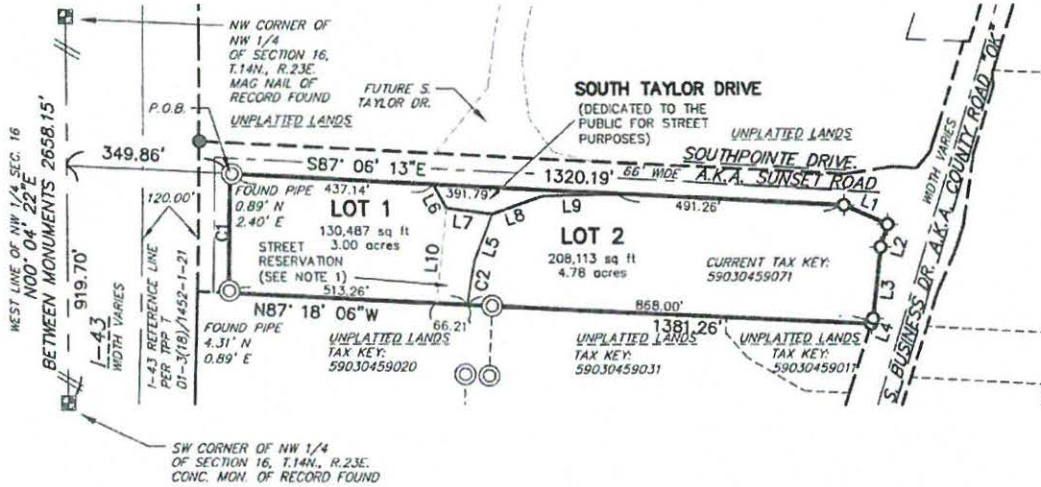 NW CORNER OF
NW 1/4
OF SECTION 16,
T.14N., R.23E.
MAG NAIL OF
RECORD FOUND
P.O.B.
UNPLATTED LANDS
FUTURE S.
TAYLOR DR.
SOUTH TAYLOR DRIVE
(DEDICATED TO THE
PUBLIC FOR STREET
PURPOSES)
UNPLATTED LANDS
SOUTHPOINTE DRIVE
A.K.A. SUNSET ROAD
66' WIDE
WIDTH VARIES
S. BUSINESS DR. A.K.A. COUNTY ROAD "OK"
WEST LINE OF NW 1/4 SEC. 16
N00° 04' 22"E
BETWEEN MONUMENTS 2658.15'
349.86'
919.70'
120.00'
I-43
WIDTH VARIES
I-43 REFERENCE LINE
PER TPP T
01-3(18)/1452-1-21
S87° 06' 13"E
1320.19'
FOUND PIPE
0.89' N
2.40' E
437.14'
391.79'
491.26'
LOT 1
130,487 sq ft
3.00 acres
STREET
RESERVATION
(SEE NOTE 1)
C1
L6
L7
L8
L9
L10
L5
C2
LOT 2
208,113 sq ft
4.78 acres
CURRENT TAX KEY:
59030459071
L1
L2
L3
L4
513.26'
868.00'
N87° 18' 06"W
66.21'
1381.26'
FOUND PIPE
4.31' N
0.89' E
UNPLATTED LANDS
TAX KEY:
59030459020
UNPLATTED LANDS
TAX KEY:
59030459031
UNPLATTED LANDS
TAX KEY:
59030459011
SW CORNER OF NW 1/4
OF SECTION 16, T.14N., R.23E.
CONC. MON. OF RECORD FOUND